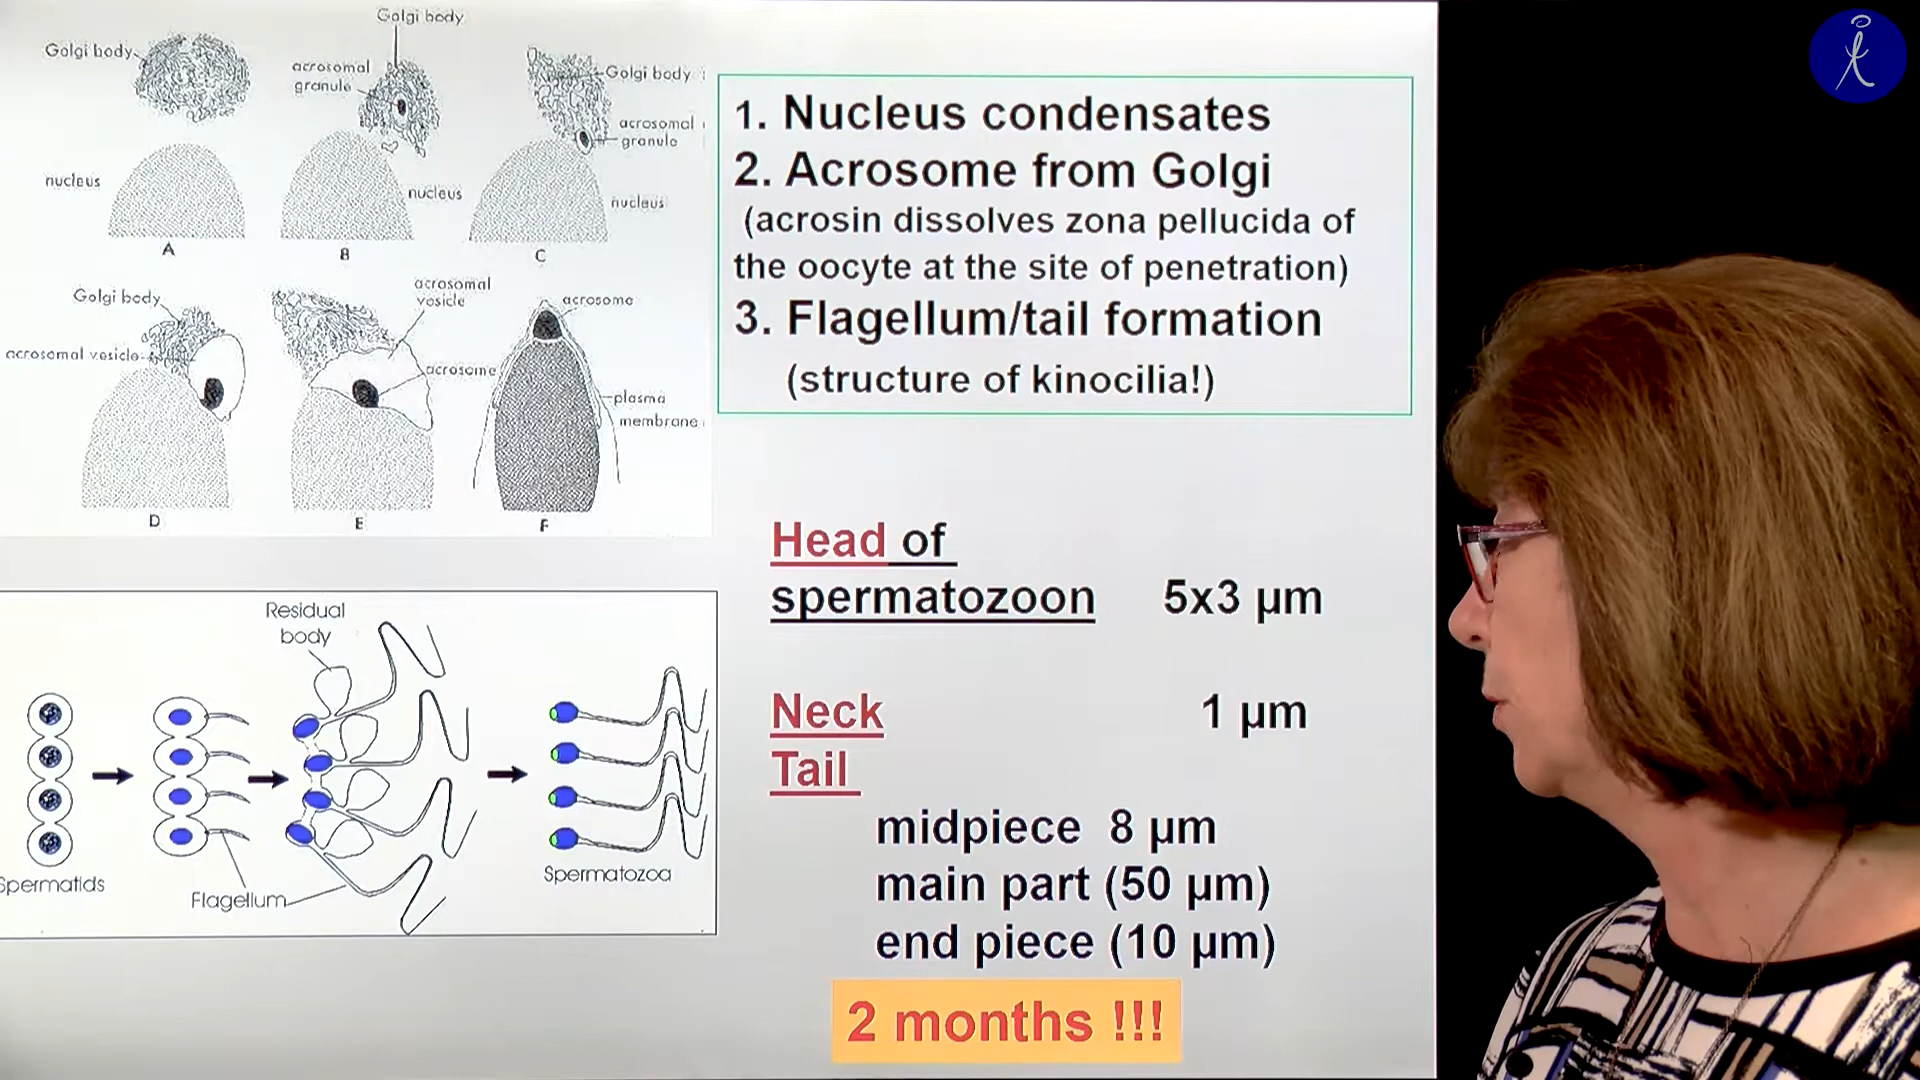 Golgi body
Golgi body
acrosomal
granule
Golgi body
acrosomal
granule
nucleus
nucleus
nucleus
A
B
C
Golgi body
acrosomal
vesicle
acrosome
acrosomal vesicle
acrosome
plasma
membrane
D
E
F
1. Nucleus condensates
2. Acrosome from Golgi
(acrosin dissolves zona pellucida of
the oocyte at the site of penetration)
3. Flagellum/tail formation
(structure of kinocilia!)
Head of
spermatozoon 5x3 µm
Neck 1 µm
Tail
midpiece 8 µm
main part (50 µm)
end piece (10 µm)
2 months !!!
Residual
body
Spermatids
Flagellum
Spermatozoa